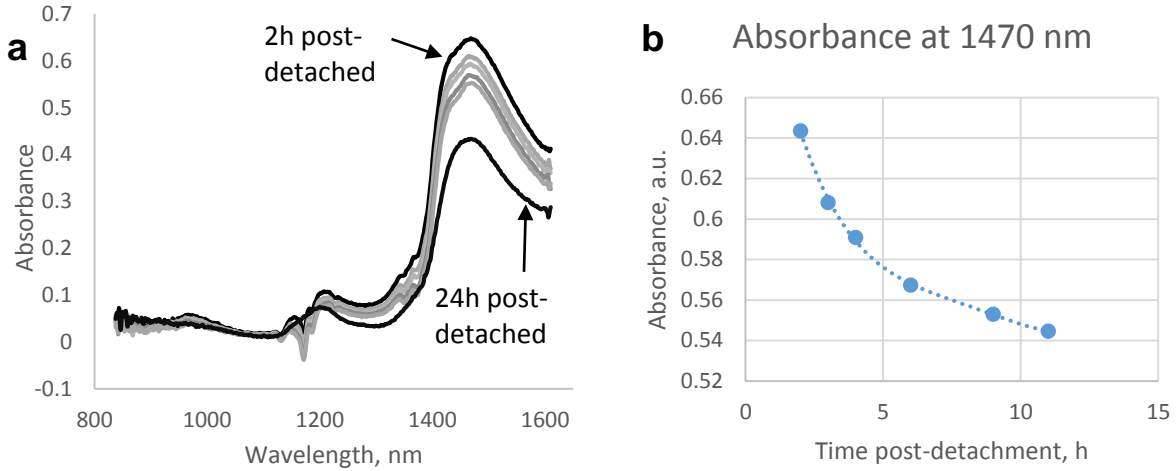 a
0.7
0.6
0.5
0.4
0.3
0.2
0.1
0
-0.1
Absorbance
2h post-
detached
24h post-
detached
800
1000
1200
1400
1600
Wavelength, nm
b
Absorbance at 1470 nm
0.66
0.64
0.62
0.6
0.58
0.56
0.54
0.52
Absorbance, a.u.
0
5
10
15
Time post-detachment, h